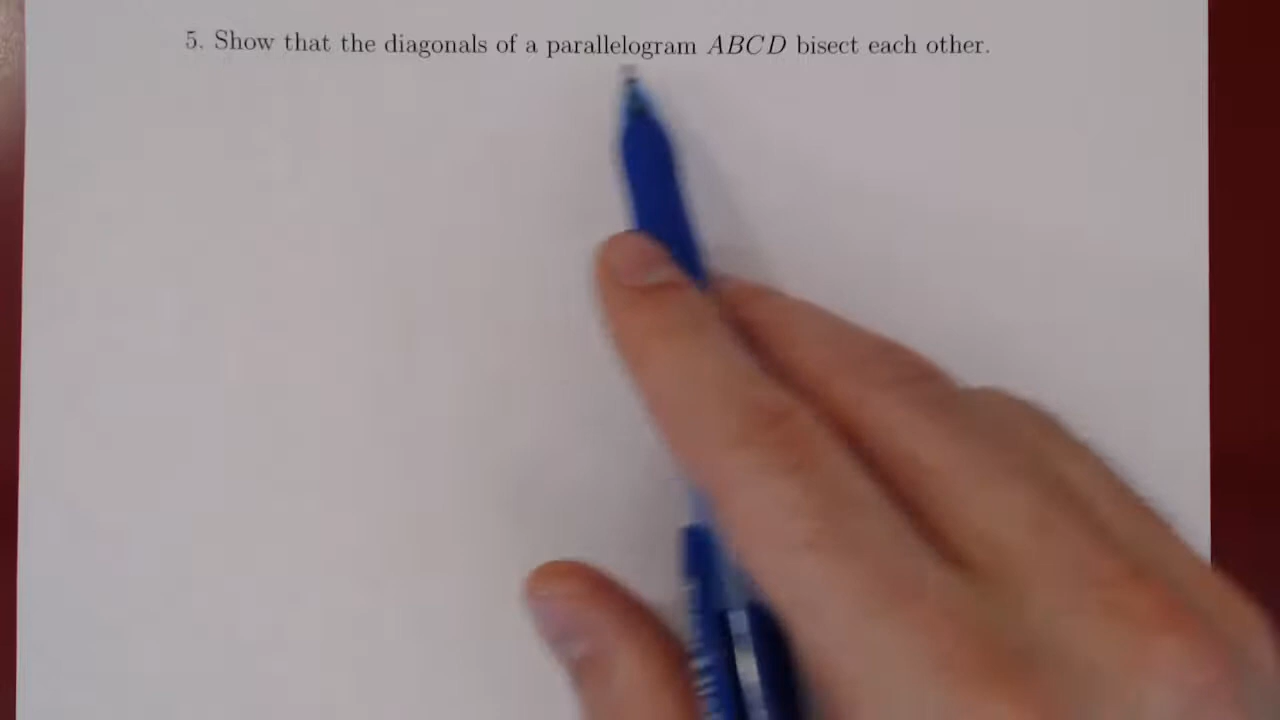 5. Show that the diagonals of a parallelogram ABCD bisect each other.